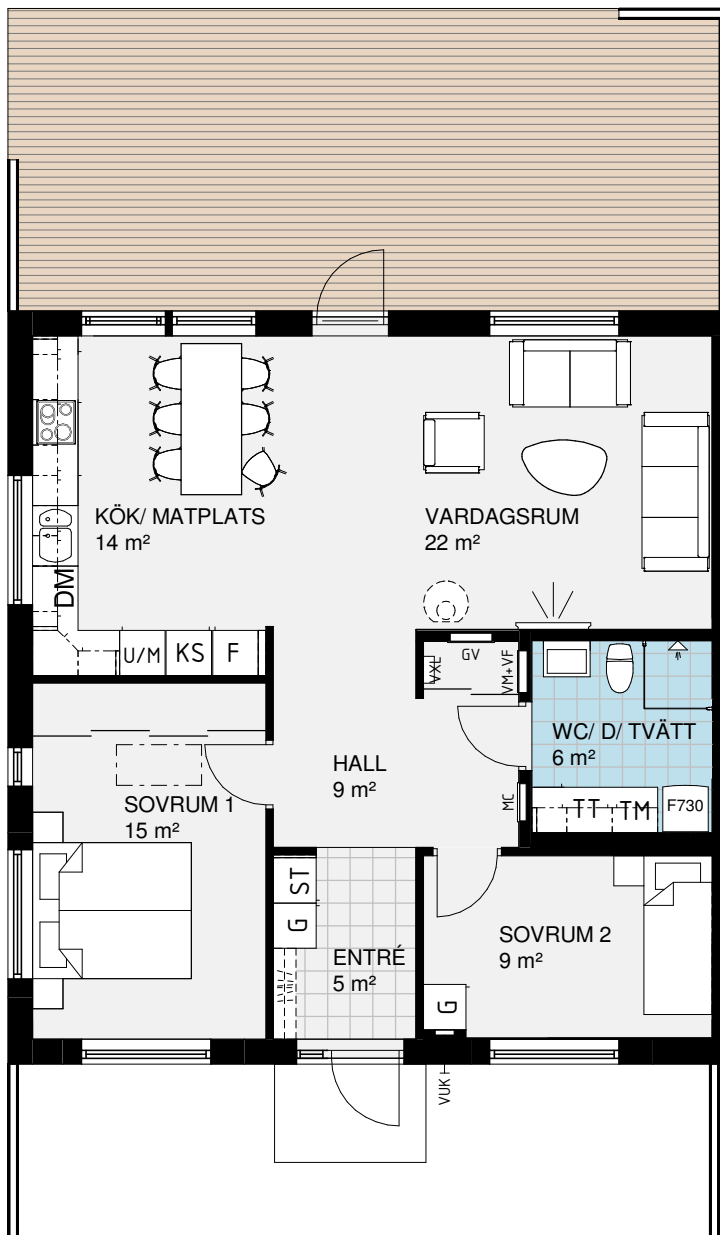 KÖK/ MATPLATS
14 m²
VARDAGSRUM
22 m²
DM
U/M
KS
F
VXL
GV
VM+VF
WC/ D/ TVÄTT
6 m²
HALL
9 m²
MC
TT
TM
F730
SOVRUM 1
15 m²
ST
G
ENTRÉ
5 m²
SOVRUM 2
9 m²
G
VUK